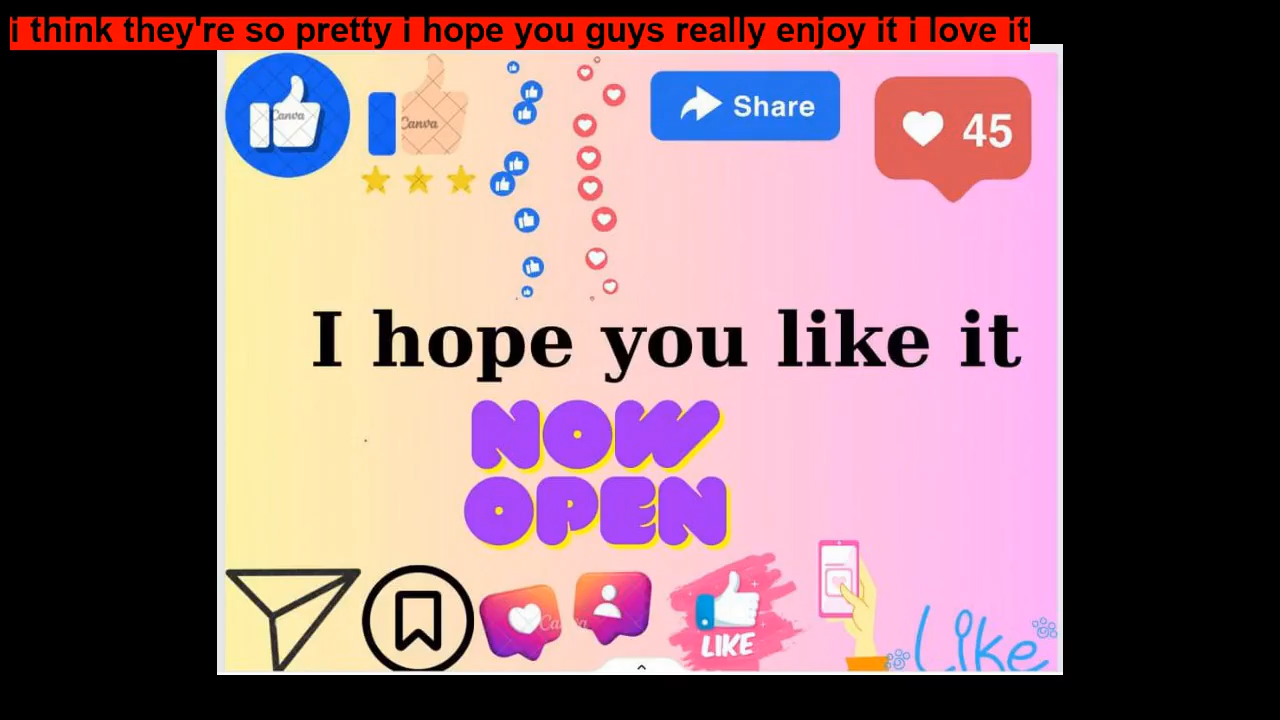 i think they're so pretty i hope you guys really enjoy it i love it
Canva
Canva
Share
45
I hope you like it
NOW
OPEN
Canva
LIKE
Like